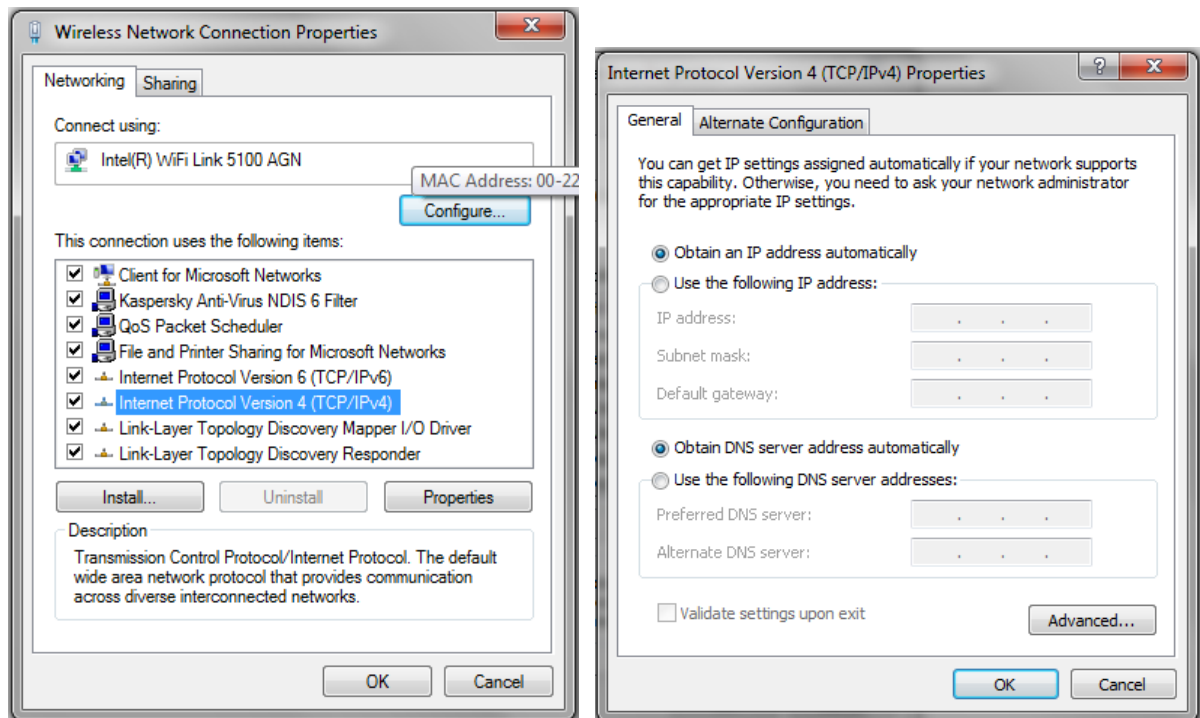 Wireless Network Connection Properties
Networking
Sharing
Connect using:
Intel(R) WiFi Link 5100 AGN
MAC Address: 00-22
Configure...
This connection uses the following items:
Client for Microsoft Networks
Kaspersky Anti-Virus NDIS 6 Filter
QoS Packet Scheduler
File and Printer Sharing for Microsoft Networks
Internet Protocol Version 6 (TCP/IPv6)
Internet Protocol Version 4 (TCP/IPv4)
Link-Layer Topology Discovery Mapper I/O Driver
Link-Layer Topology Discovery Responder
Install... Uninstall Properties
Description
Transmission Control Protocol/Internet Protocol. The default
wide area network protocol that provides communication
across diverse interconnected networks.
OK Cancel
Internet Protocol Version 4 (TCP/IPv4) Properties
General
Alternate Configuration
You can get IP settings assigned automatically if your network supports
this capability. Otherwise, you need to ask your network administrator
for the appropriate IP settings.
Obtain an IP address automatically
Use the following IP address:
IP address:
Subnet mask:
Default gateway:
Obtain DNS server address automatically
Use the following DNS server addresses:
Preferred DNS server:
Alternate DNS server:
Validate settings upon exit
Advanced...
OK Cancel